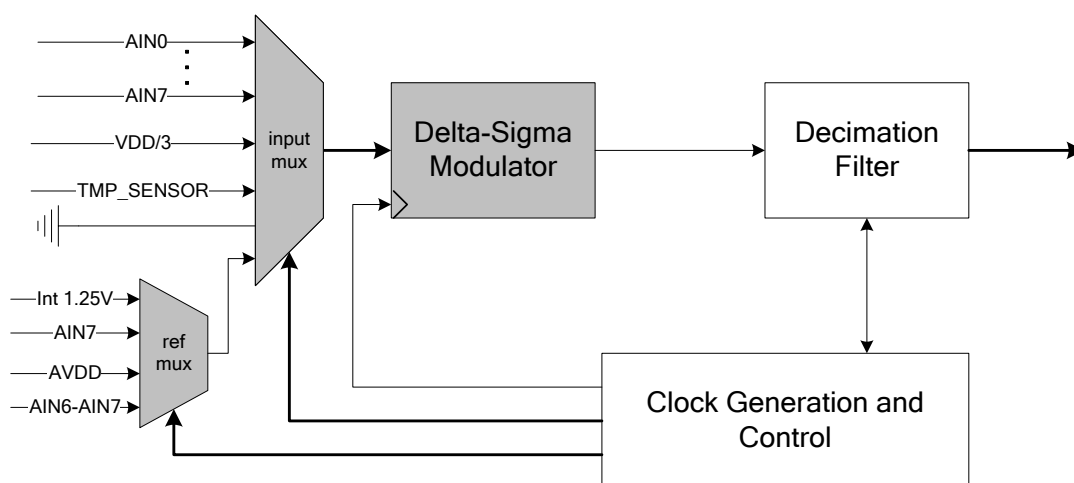 AIN0
AIN7
VDD/3
TMP_SENSOR
input
mux
Delta-Sigma
Modulator
Decimation
Filter
Int 1.25V
AIN7
AVDD
AIN6-AIN7
ref
mux
Clock Generation and
Control